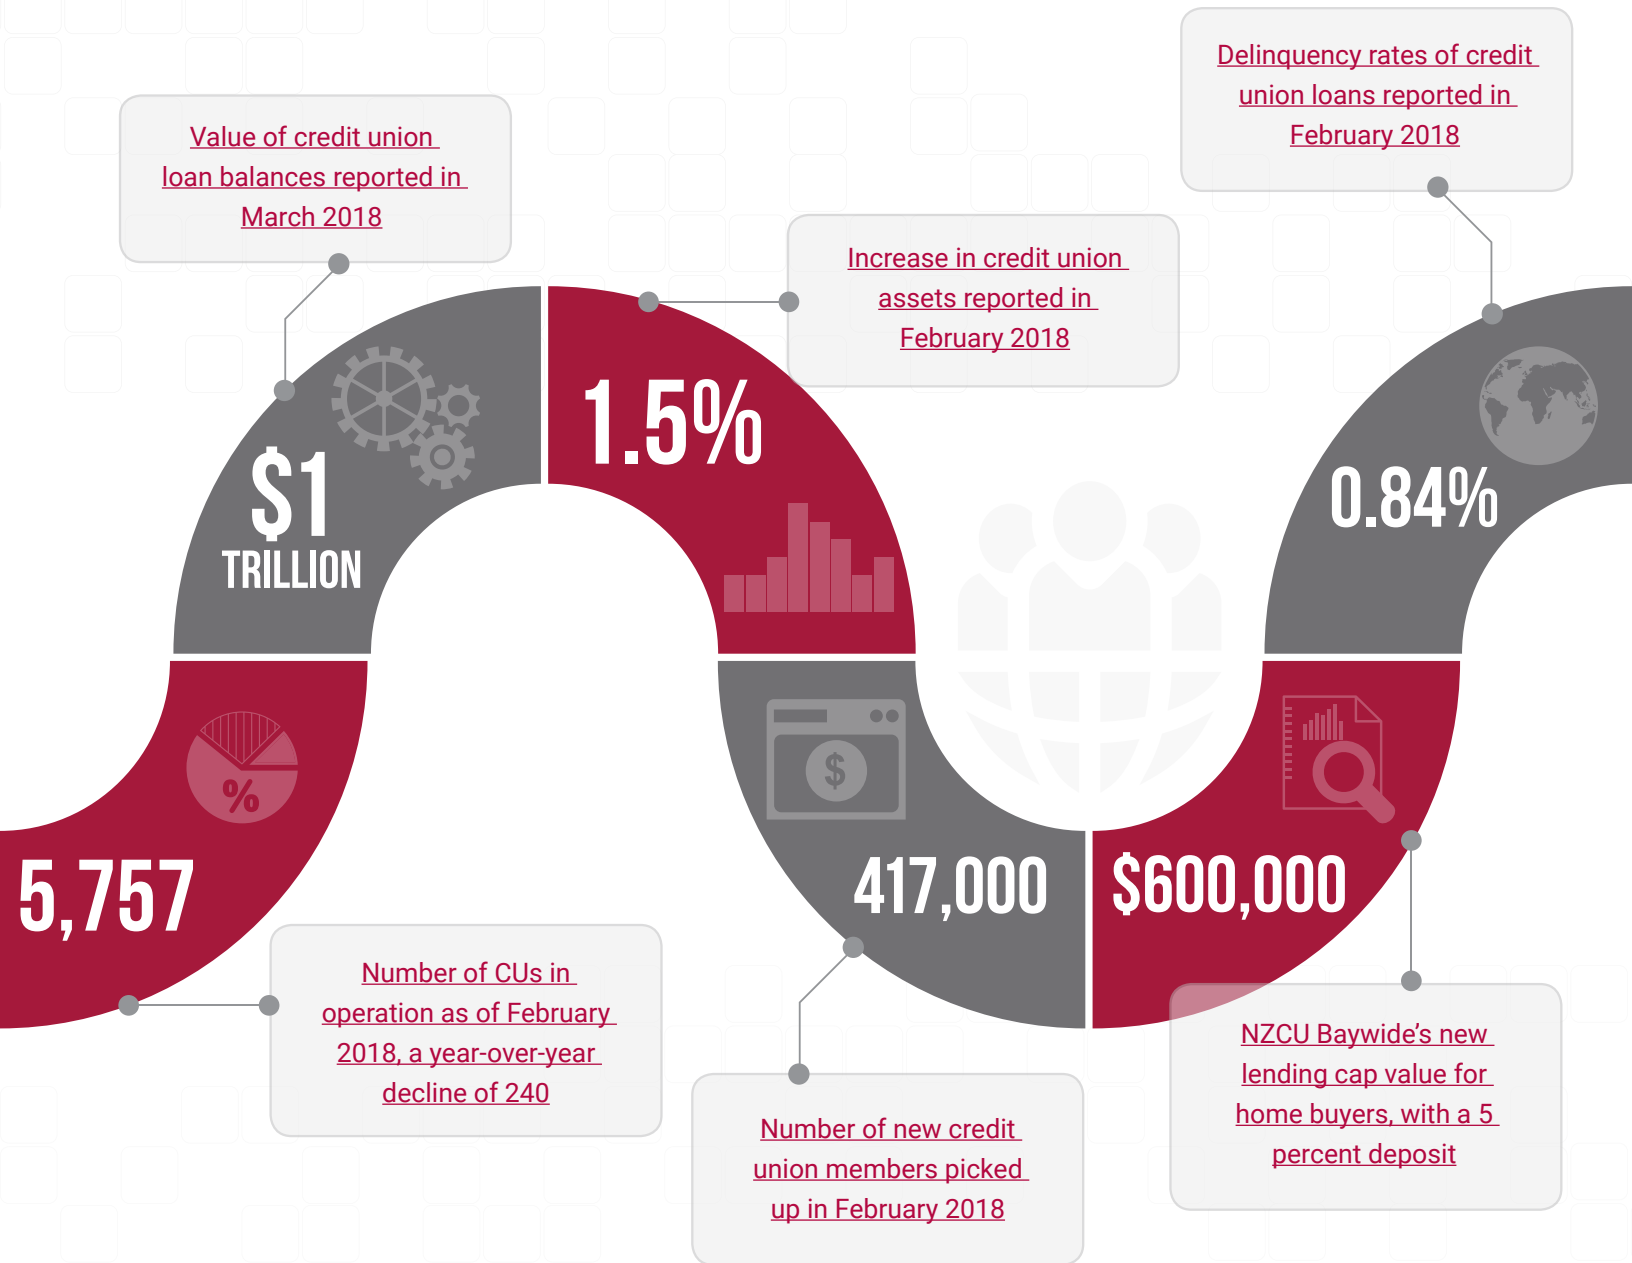 Delinquency rates of credit
union loans reported in
February 2018
Value of credit union
loan balances reported in
March 2018
Increase in credit union
assets reported in
February 2018
1.5%
$1
TRILLION
0.84%
%
$
5,757
417,000
$600,000
Number of CUs in
operation as of February
2018, a year-over-year
decline of 240
NZCU Baywide’s new
lending cap value for
home buyers, with a 5
percent deposit
Number of new credit
union members picked
up in February 2018